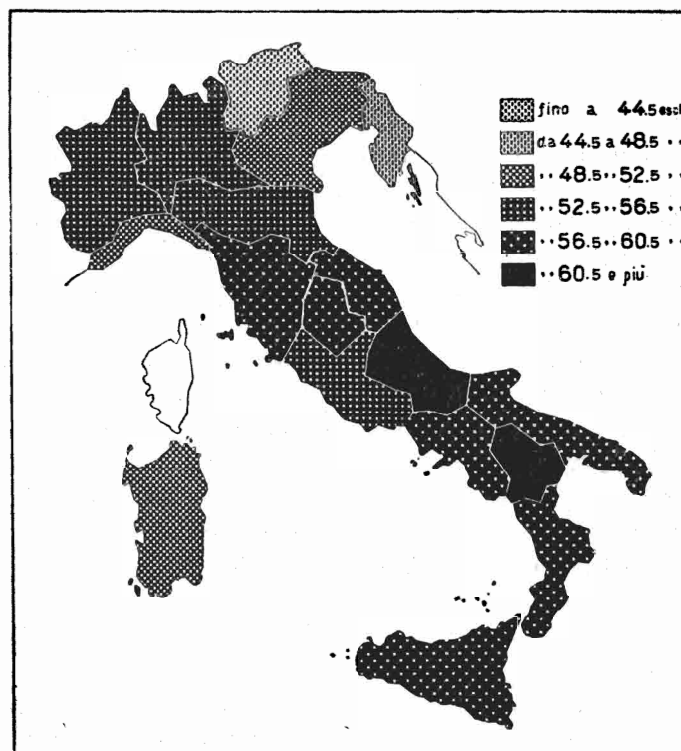 fino a 44.5 escl
da 44.5 a 48.5 ,,
,, 48.5 ,, 52.5 ,,
,, 52.5 ,, 56.5 ,,
,, 56.5 ,, 60.5 ,,
,, 60.5 e più